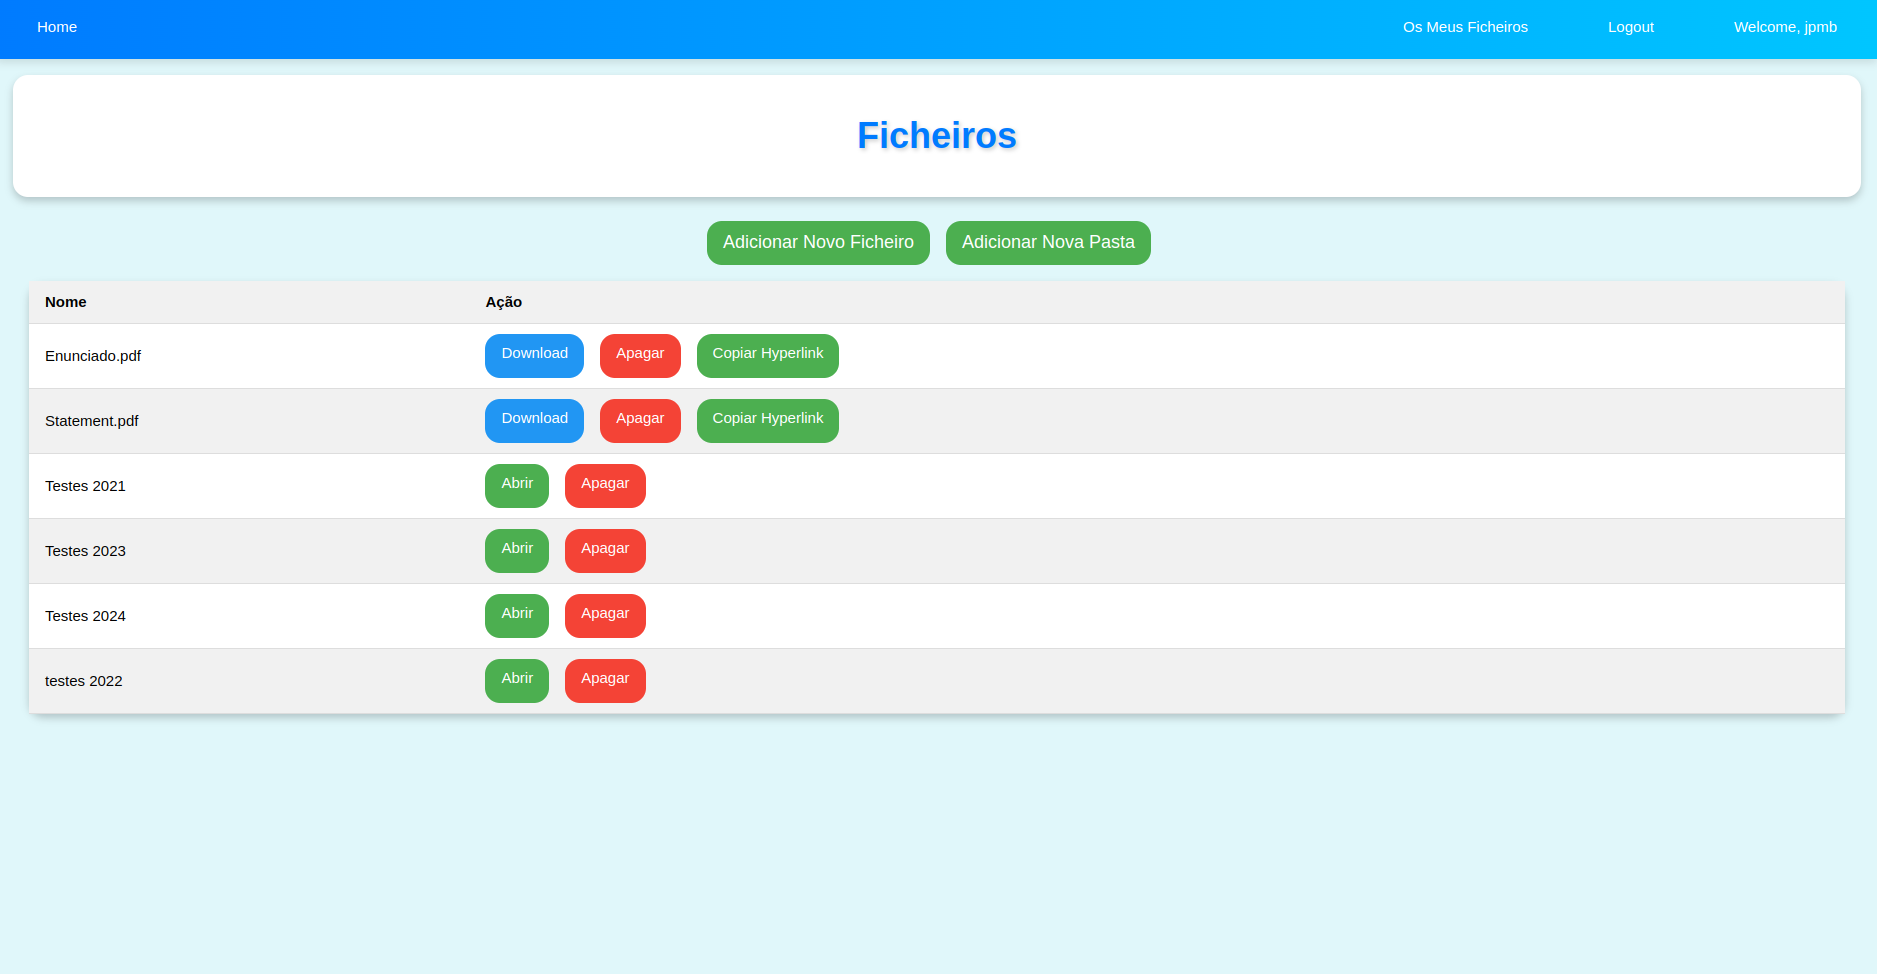 Home Os Meus Ficheiros Logout Welcome, jpmb
Ficheiros
Adicionar Novo Ficheiro Adicionar Nova Pasta
Nome Ação
Enunciado.pdf Download Apagar Copiar Hyperlink
Statement.pdf Download Apagar Copiar Hyperlink
Testes 2021 Abrir Apagar
Testes 2023 Abrir Apagar
Testes 2024 Abrir Apagar
testes 2022 Abrir Apagar